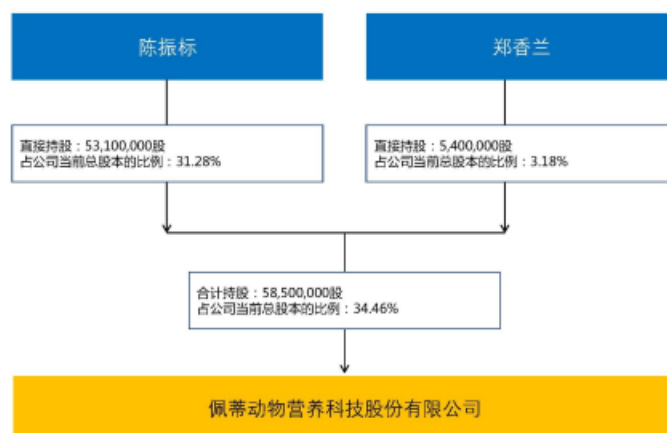 陈振标
郑香兰
直接持股：53,100,000股
占公司当前总股本的比例：31.28%
直接持股：5,400,000股
占公司当前总股本的比例：3.18%
合计持股：58,500,000股
占公司当前总股本的比例：34.46%
佩蒂动物营养科技股份有限公司